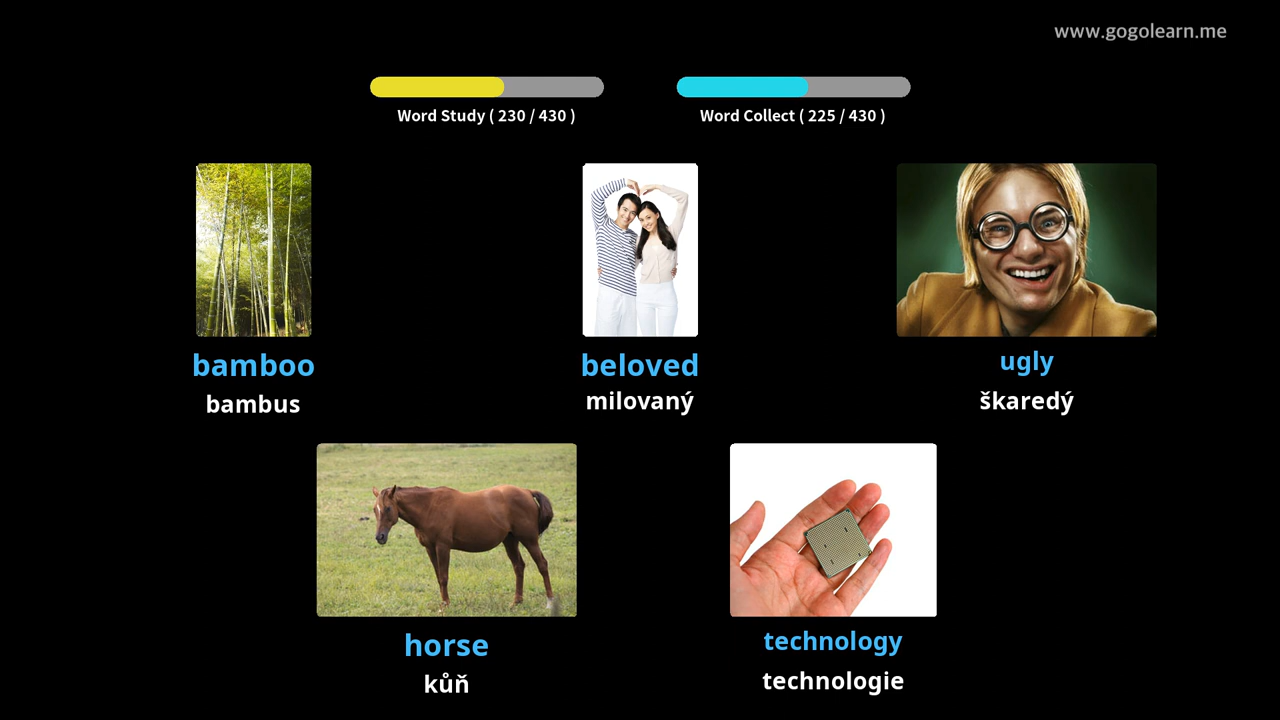 www.gogolearn.me
Word Study ( 230 / 430 )
Word Collect ( 225 / 430 )
bamboo
bambus
beloved
milovaný
ugly
škaredý
horse
kůň
technology
technologie